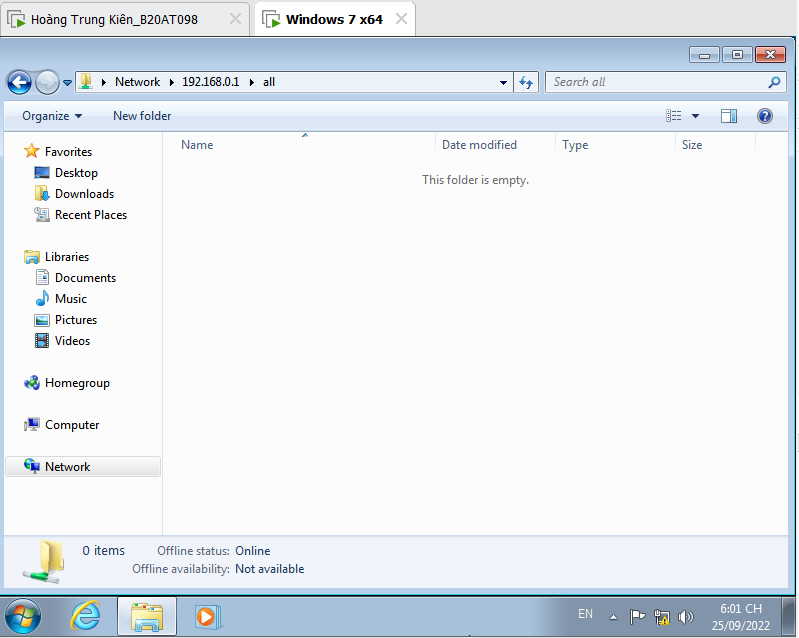 Hoàng Trung Kiên_B20AT098
Windows 7 x64
Network
192.168.0.1
all
Search all
Organize
New folder
Name
Date modified
Type
Size
This folder is empty.
Favorites
Desktop
Downloads
Recent Places
Libraries
Documents
Music
Pictures
Videos
Homegroup
Computer
Network
0 items
Offline status: Online
Offline availability: Not available
EN
6:01 CH
25/09/2022